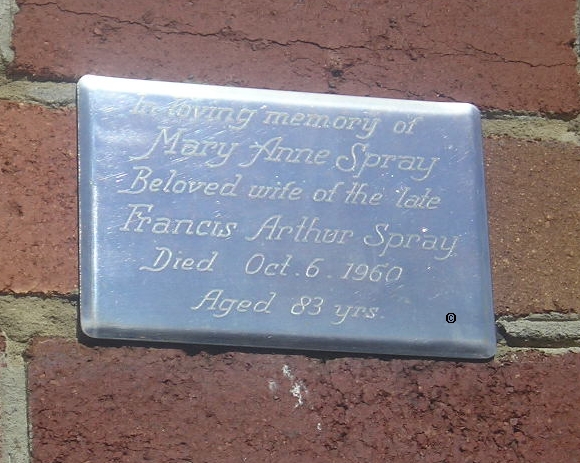 In loving memory of
Mary Anne Spray
Beloved wife of the late
Francis Arthur Spray
Died Oct. 6. 1960
Aged 83 yrs.
©